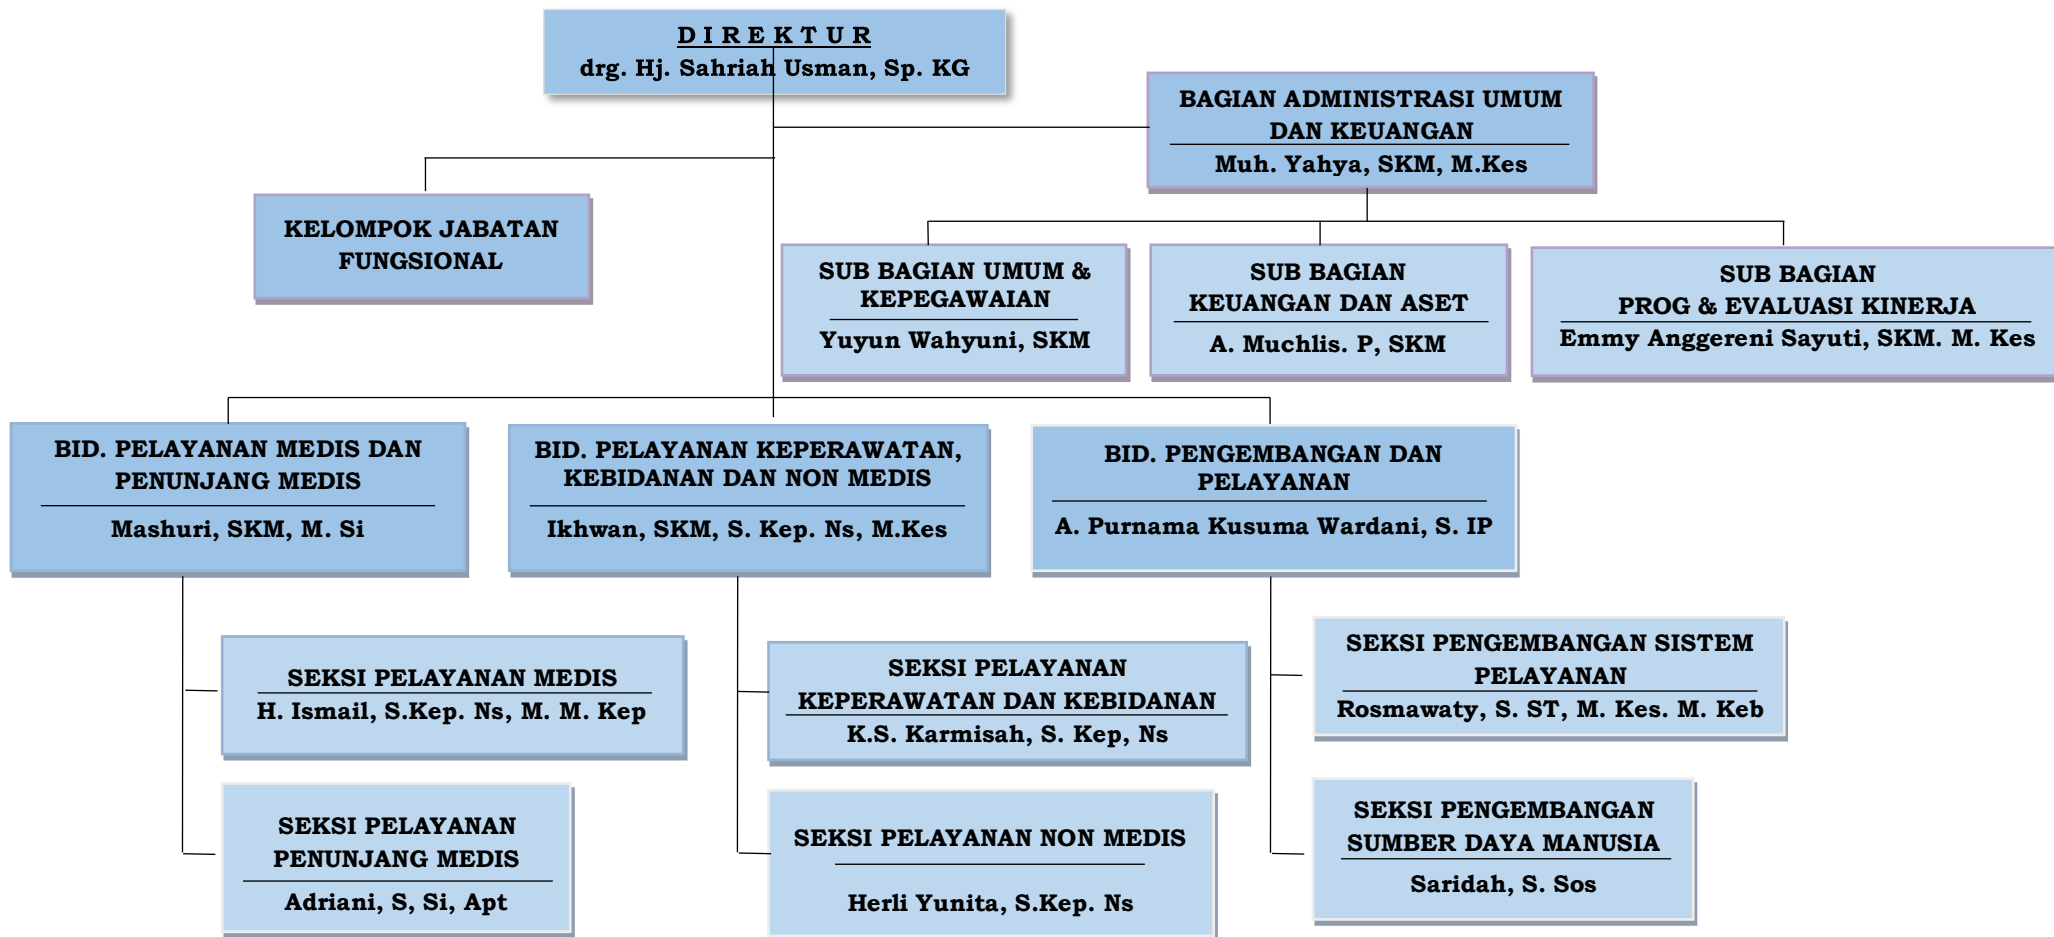 D I R E K T U R
drg. Hj. Sahriah Usman, Sp. KG
BAGIAN ADMINISTRASI UMUM
DAN KEUANGAN
Muh. Yahya, SKM, M.Kes
KELOMPOK JABATAN
FUNGSIONAL
SUB BAGIAN UMUM &
KEPEGAWAIAN
Yuyun Wahyuni, SKM
SUB BAGIAN
KEUANGAN DAN ASET
A. Muchlis. P, SKM
SUB BAGIAN
PROG & EVALUASI KINERJA
Emmy Anggereni Sayuti, SKM. M. Kes
BID. PELAYANAN MEDIS DAN
PENUNJANG MEDIS
Mashuri, SKM, M. Si
BID. PELAYANAN KEPERAWATAN,
KEBIDANAN DAN NON MEDIS
Ikhwan, SKM, S. Kep. Ns, M.Kes
BID. PENGEMBANGAN DAN
PELAYANAN
A. Purnama Kusuma Wardani, S. IP
SEKSI PELAYANAN MEDIS
H. Ismail, S.Kep. Ns, M. M. Kep
SEKSI PELAYANAN
KEPERAWATAN DAN KEBIDANAN
K.S. Karmisah, S. Kep, Ns
SEKSI PENGEMBANGAN SISTEM
PELAYANAN
Rosmawaty, S. ST, M. Kes. M. Keb
SEKSI PELAYANAN
PENUNJANG MEDIS
Adriani, S, Si, Apt
SEKSI PELAYANAN NON MEDIS
Herli Yunita, S.Kep. Ns
SEKSI PENGEMBANGAN
SUMBER DAYA MANUSIA
Saridah, S. Sos